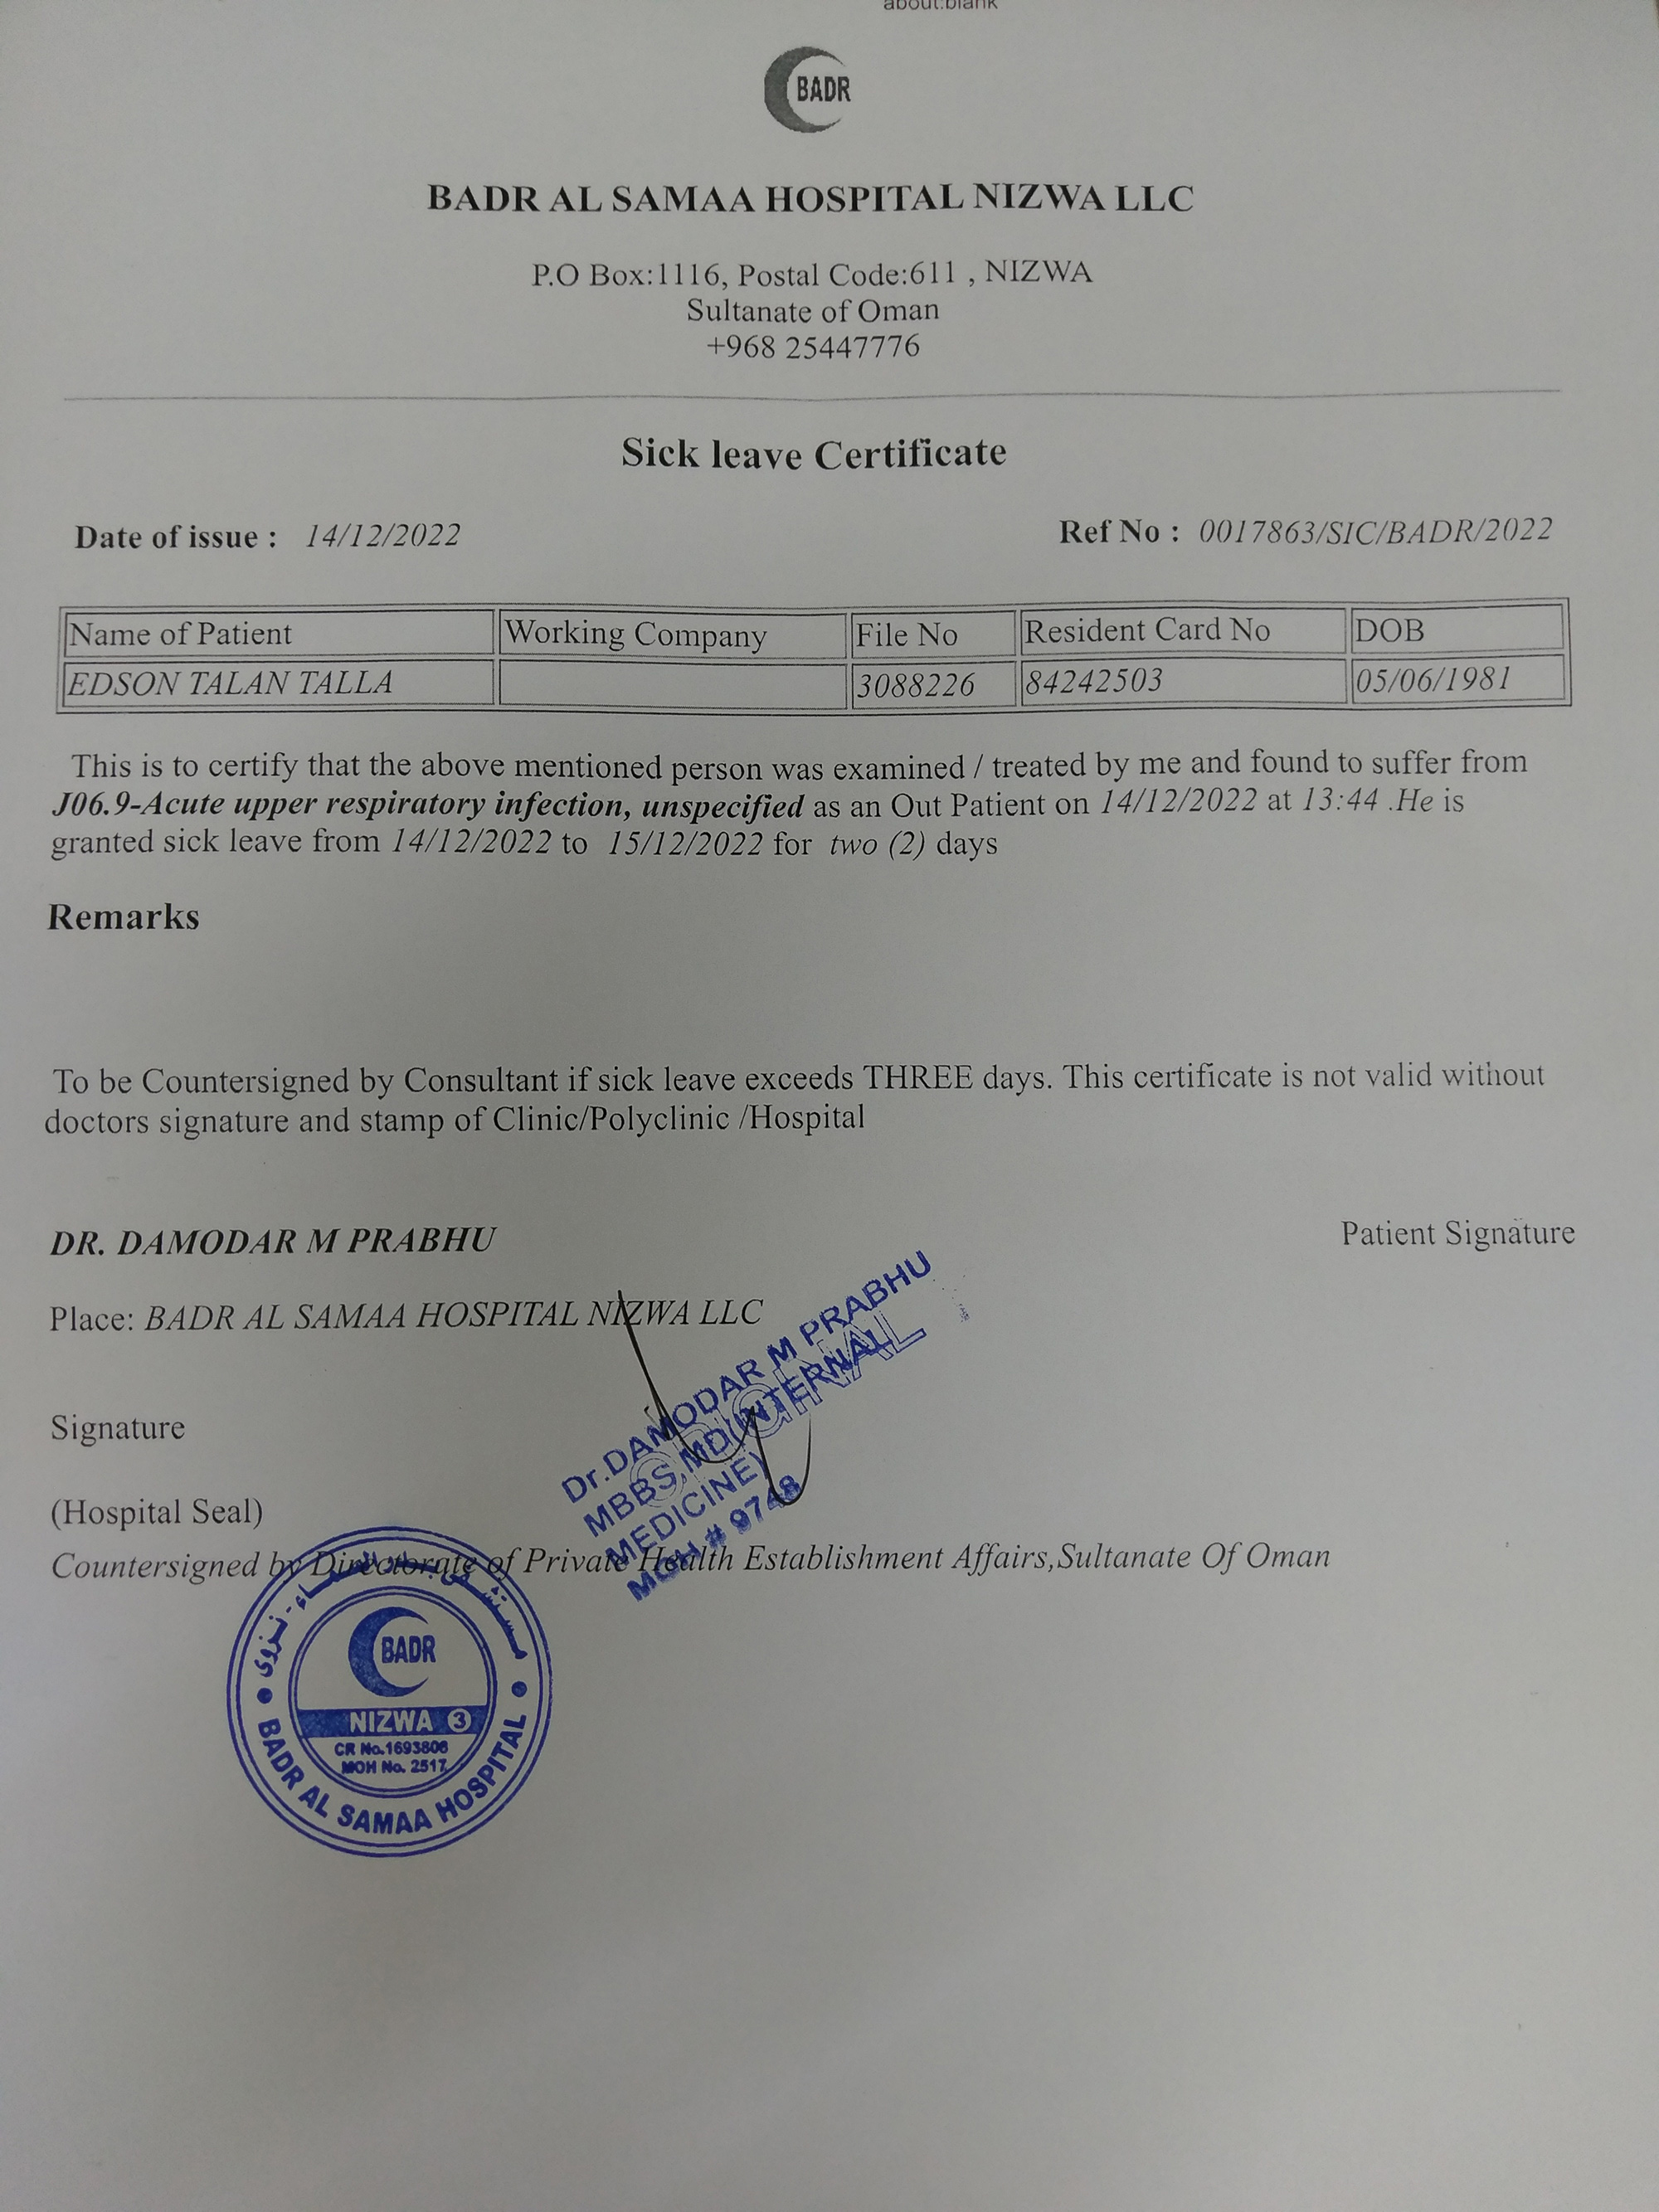 about:blank
BADR
BADR AL SAMAA HOSPITAL NIZWA LLC
P.O Box:1116, Postal Code:611 , NIZWA
Sultanate of Oman
+968 25447776
Sick leave Certificate
Date of issue : 14/12/2022 Ref No : 0017863/SIC/BADR/2022
Name of Patient Working Company File No Resident Card No DOB
EDSON TALAN TALLA 3088226 84242503 05/06/1981
This is to certify that the above mentioned person was examined / treated by me and found to suffer from
J06.9-Acute upper respiratory infection, unspecified as an Out Patient on 14/12/2022 at 13:44 .He is
granted sick leave from 14/12/2022 to 15/12/2022 for two (2) days
Remarks
To be Countersigned by Consultant if sick leave exceeds THREE days. This certificate is not valid without
doctors signature and stamp of Clinic/Polyclinic /Hospital
DR. DAMODAR M PRABHU Patient Signature
Place: BADR AL SAMAA HOSPITAL NIZWA LLC
Dr.DAMODAR M PRABHU
MBBS,MD(INTERNAL
MEDICINE)
MOH # 9748
ORIGINAL
Signature
(Hospital Seal)
Countersigned by Directorate of Private Health Establishment Affairs,Sultanate Of Oman
مستشفى بدر السماء - نزوى
BADR
NIZWA 3
CR No.1693806
MOH No. 2517
BADR AL SAMAA HOSPITAL